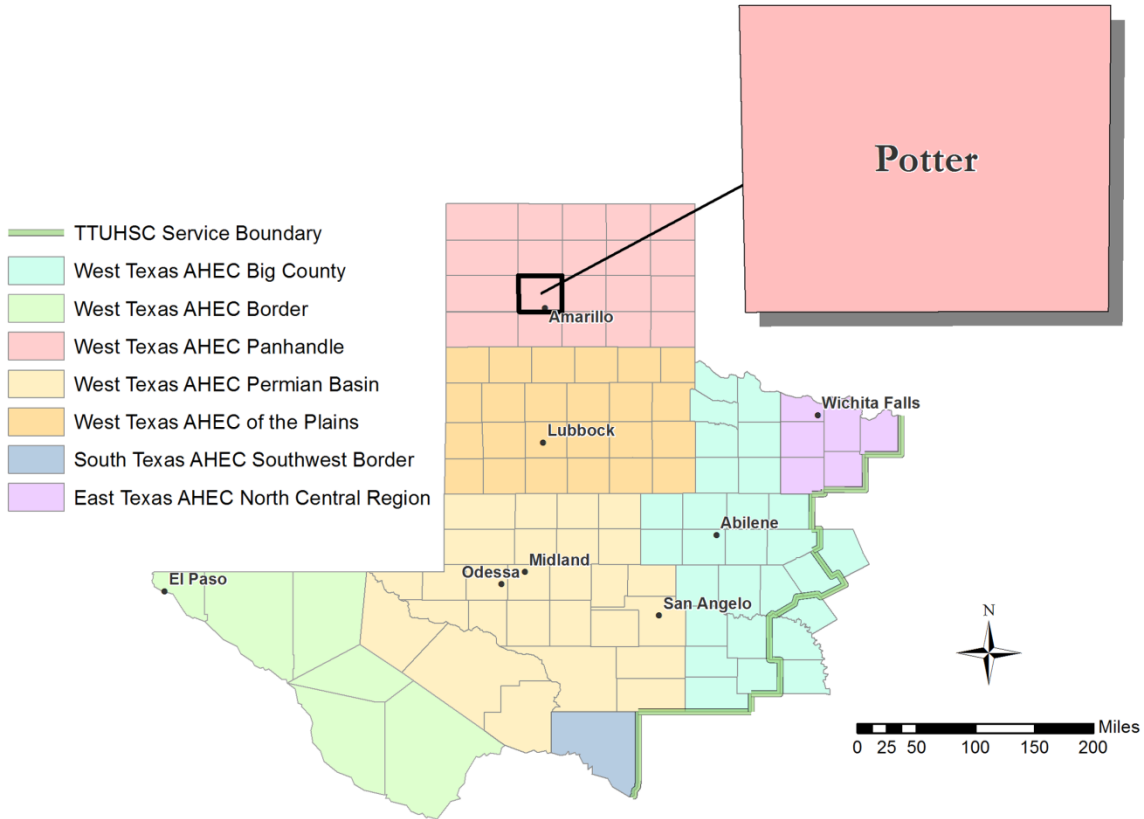 Potter
TTUHSC Service Boundary
West Texas AHEC Big County
West Texas AHEC Border
West Texas AHEC Panhandle
West Texas AHEC Permian Basin
West Texas AHEC of the Plains
South Texas AHEC Southwest Border
East Texas AHEC North Central Region
Amarillo
Wichita Falls
Lubbock
Abilene
Midland
Odessa
El Paso
San Angelo
N
Miles
0 25 50 100 150 200